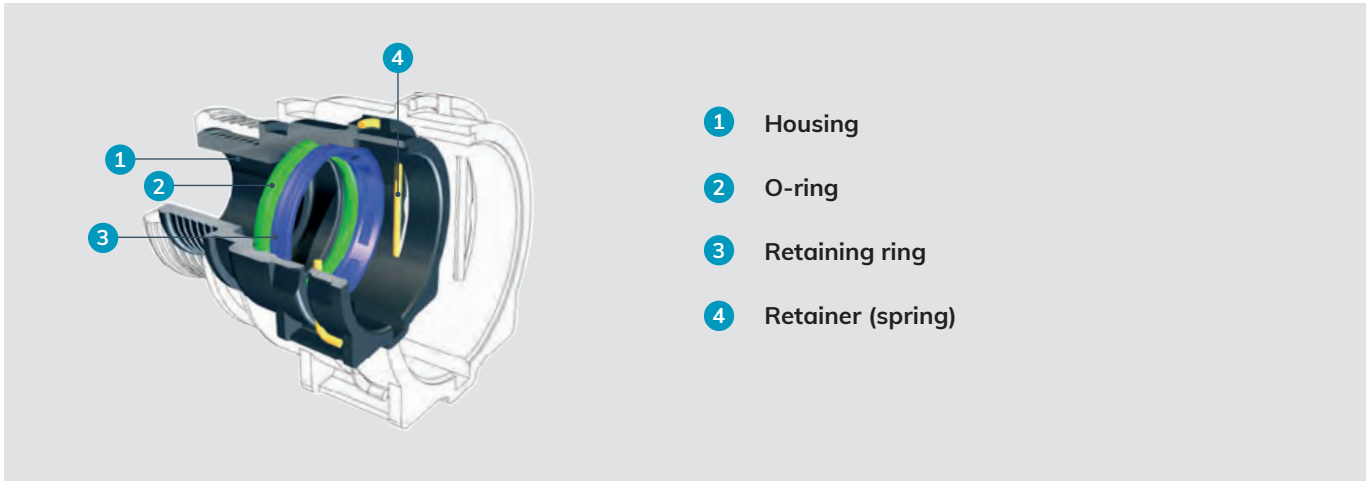 4
1
2
3
1 Housing
2 O-ring
3 Retaining ring
4 Retainer (spring)